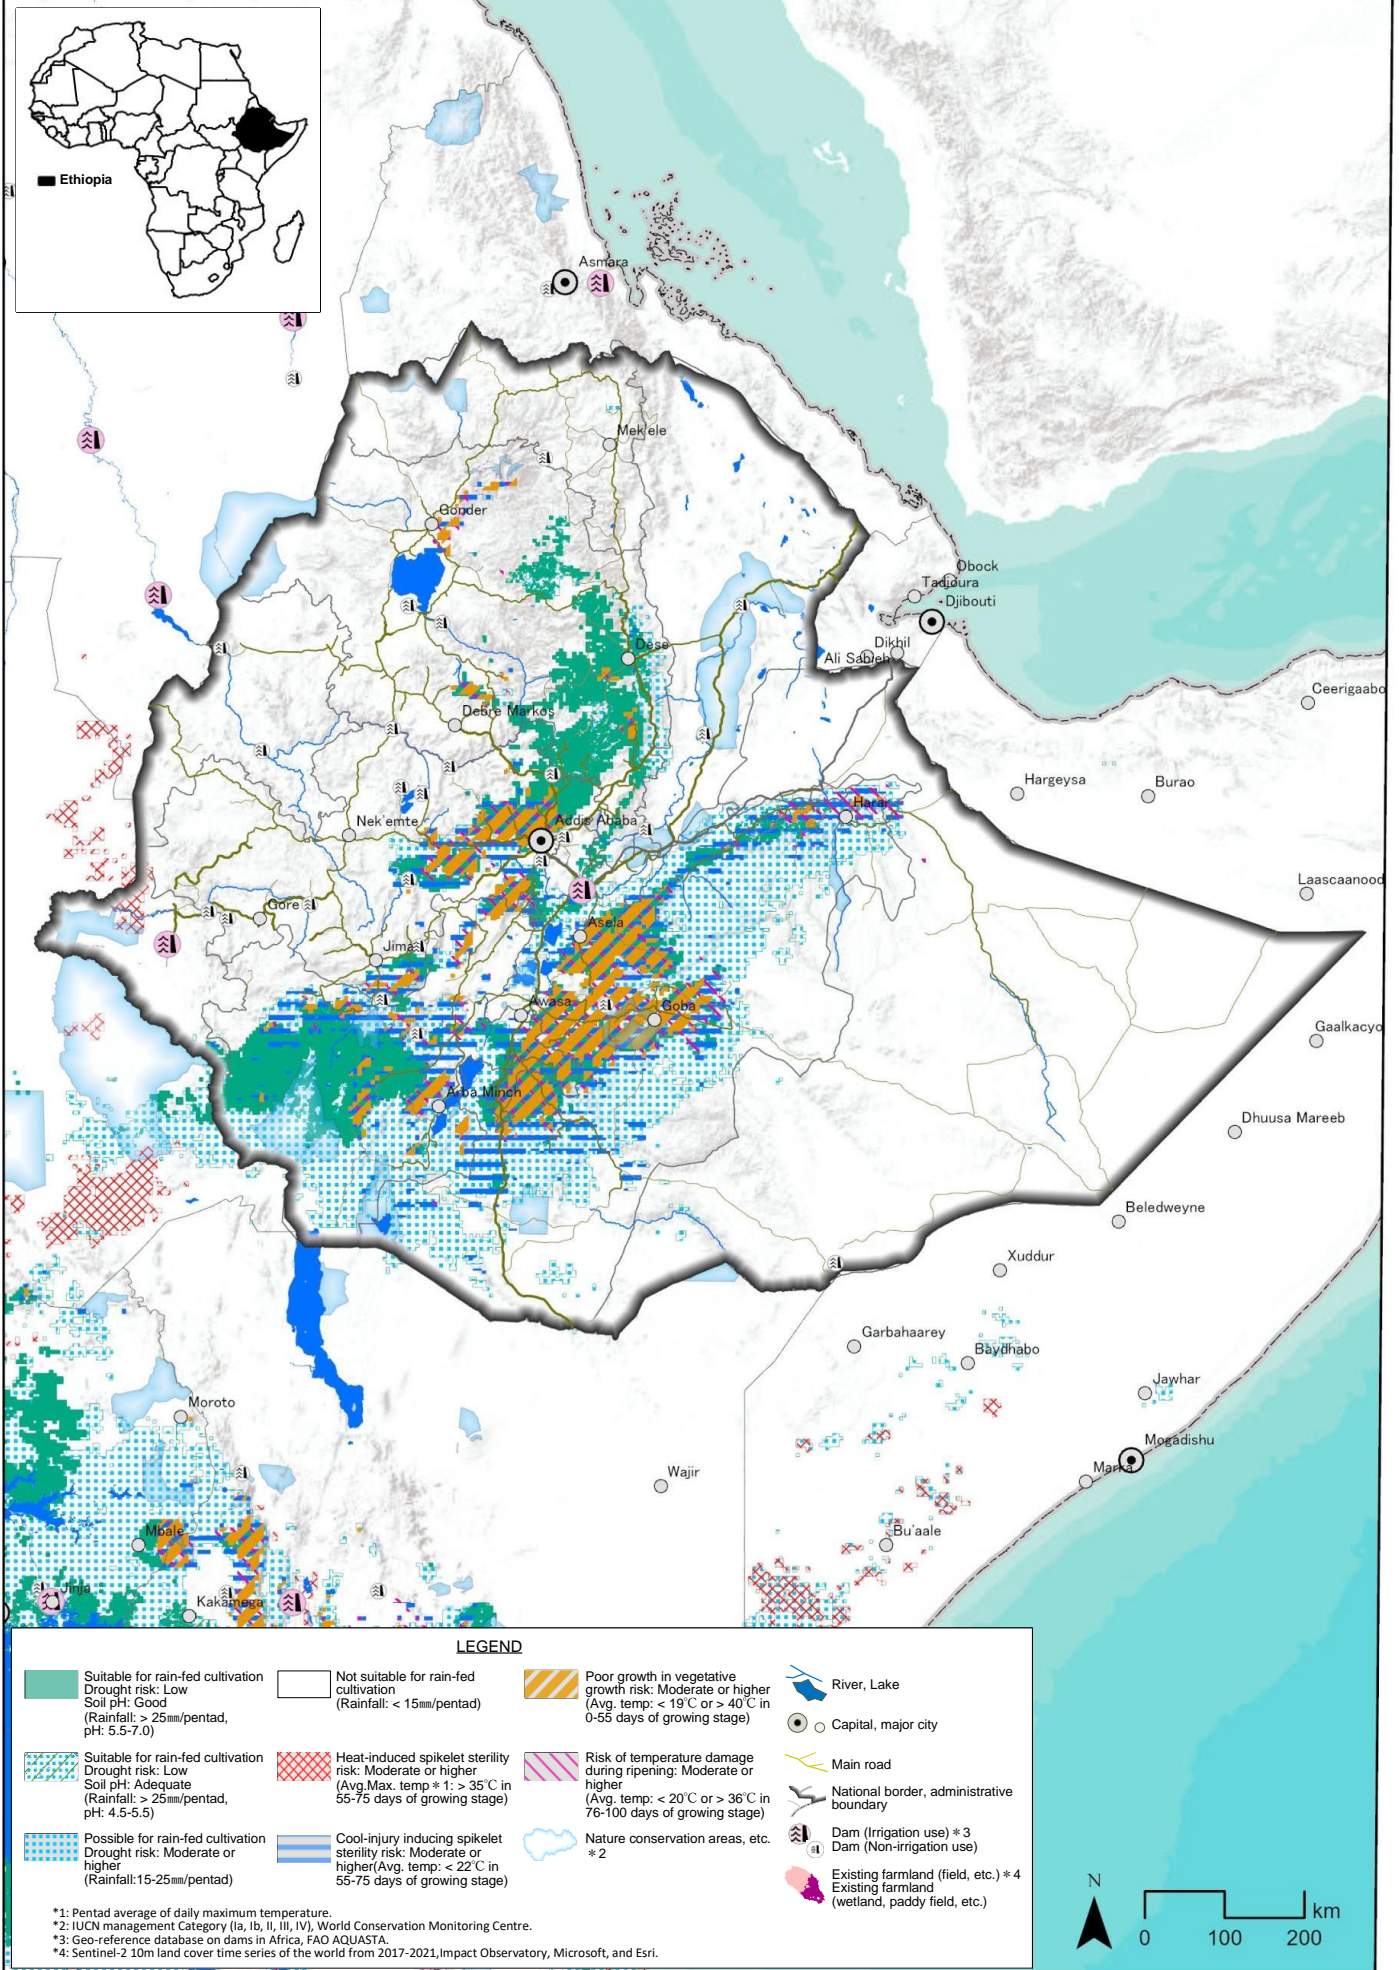 Ethiopia
Asmara
Mek'ele
Gonder
Obock
Tadjoura
Djibouti
Dese
Dikhil
Ali Sabieh
Ceerigaabo
Debre Markos
Hargeysa
Burao
Harar
Nek'emte
Addis Ababa
Laascaanood
Gore
Asela
Jima
Awasa
Goba
Gaalkacyo
Arba Minch
Dhuusa Mareeb
Beledweyne
Xuddur
Garbahaarey
Baydhabo
Jawhar
Moroto
Mogadishu
Marka
Wajir
Mbale
Bu'aale
Jinja
Kakamega
LEGEND
Suitable for rain-fed cultivation
Drought risk: Low
Soil pH: Good
(Rainfall: > 25㎜/pentad,
pH: 5.5-7.0)
Suitable for rain-fed cultivation
Drought risk: Low
Soil pH: Adequate
(Rainfall: > 25㎜/pentad,
pH: 4.5-5.5)
Possible for rain-fed cultivation
Drought risk: Moderate or
higher
(Rainfall:15-25㎜/pentad)
Not suitable for rain-fed
cultivation
(Rainfall: < 15㎜/pentad)
Heat-induced spikelet sterility
risk: Moderate or higher
(Avg.Max. temp＊1: > 35℃ in
55-75 days of growing stage)
Cool-injury inducing spikelet
sterility risk: Moderate or
higher(Avg. temp: < 22℃ in
55-75 days of growing stage)
Poor growth in vegetative
growth risk: Moderate or higher
(Avg. temp: < 19℃ or > 40℃ in
0-55 days of growing stage)
Risk of temperature damage
during ripening: Moderate or
higher
(Avg. temp: < 20℃ or > 36℃ in
76-100 days of growing stage)
Nature conservation areas, etc.
＊2
River, Lake
Capital, major city
Main road
National border, administrative
boundary
Dam (Irrigation use)＊3
Dam (Non-irrigation use)
Existing farmland (field, etc.)＊4
Existing farmland
(wetland, paddy field, etc.)
*1: Pentad average of daily maximum temperature.
*2: IUCN management Category (Ia, Ib, II, III, IV), World Conservation Monitoring Centre.
*3: Geo-reference database on dams in Africa, FAO AQUASTA.
*4: Sentinel-2 10m land cover time series of the world from 2017-2021,Impact Observatory, Microsoft, and Esri.
N
km
0 100 200